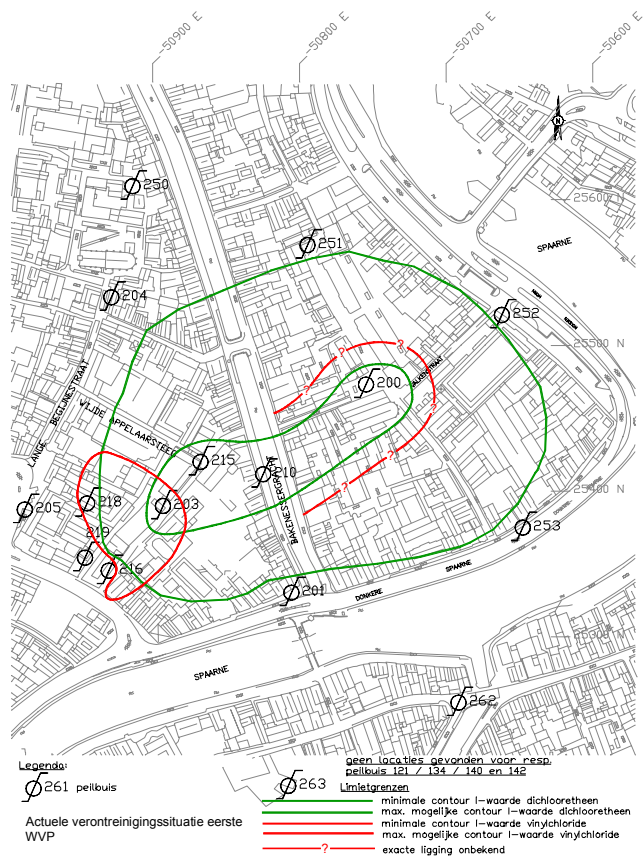 -50900 E
-50800 E
-50700 E
-50600 E
250
N
25600 N
251
SPAARNE
204
252
25500 N
?
?
?
200
LANGE BEGIJNESTRAAT
WIJDE APPELAARSTEEG
?
215
210
?
25400 N
205
218
203
?
BAKENESSERGRACHT
219
253
216
201
SPAARNE
DONKERE
SPAARNE
262
Legenda:
261 peilbuis
263
geen locaties gevonden voor resp.
peilbuis 121 / 134 / 140 en 142
Limietgrenzen
minimale contour I-waarde dichlooretheen
max. mogelijke contour I-waarde dichlooretheen
minimale contour I-waarde vinylchloride
max. mogelijke contour I-waarde vinylchloride
? exacte ligging onbekend
Actuele verontreinigingssituatie eerste
WVP